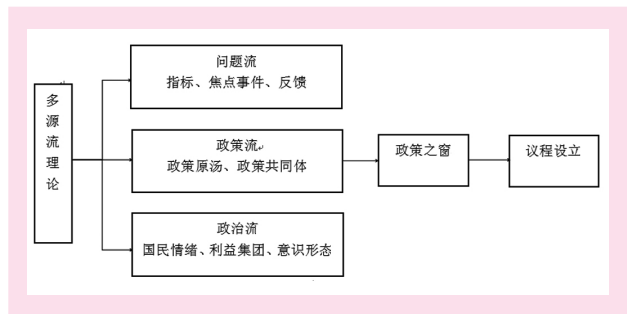 多源流理论
问题流
指标、焦点事件、反馈
政策流
政策原汤、政策共同体
政治流
国民情绪、利益集团、意识形态
政策之窗
议程设立